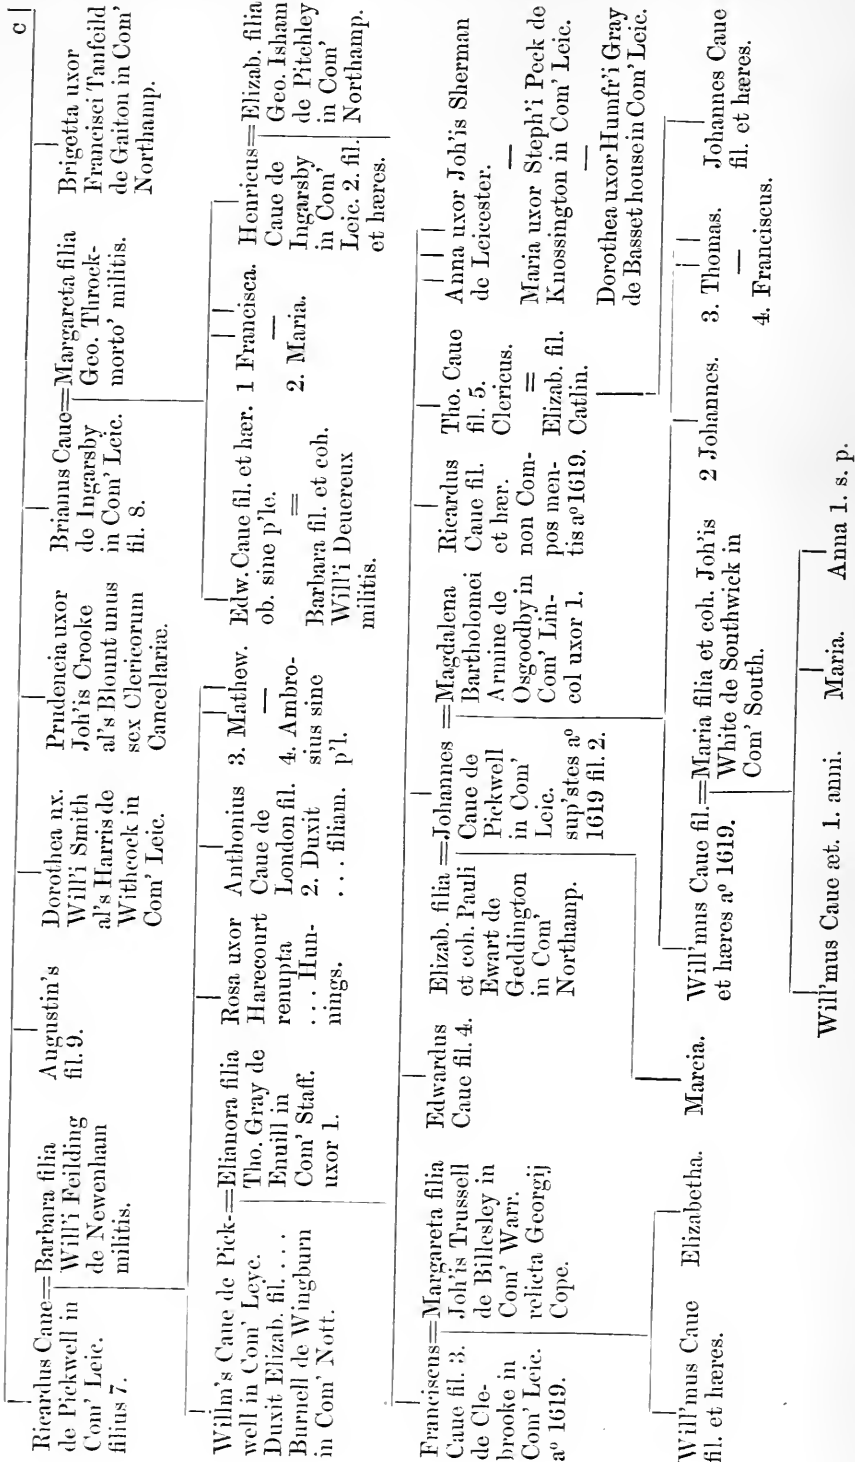 c
Ricardus Caue=Barbara filia
de Pickwell in Will'i Feilding
Com' Leic. de Newenham
filius 7. militis.
Augustin's
fil. 9.
Dorothea ux.
Will'i Smith
al's Harris de
Withcock in
Com' Leic.
Prudencia uxor
Joh'is Crooke
al's Blount unus
sex Clericorum
Cancellariæ.
Brianus Caue=Margareta filia
de Ingarsby Geo. Throck-
in Com' Leic. morto' militis.
fil. 8.
Brigetta uxor
Francisci Tanfeild
de Gaiton in Com'
Northamp.
Willm's Caue de Pick-=Elianora filia
well in Com' Leyc. Tho. Gray de
Duxit Elizab. fil. . . . . Enuill in
Burnell de Wingburn Com' Staff.
in Com' Nott. uxor 1.
Rosa uxor
Harecourt
renupta
. . . Hun-
nings.
Anthonius
Caue de
London fil.
2. Duxit
. . . filiam.
3. Mathew.
—
4. Ambro-
sius sine
p'l.
Edw. Caue fil. et hær.
ob. sine p'le.
=
Barbara fil. et coh.
Will'i Deuereux
militis.
1 Francisca.
—
2. Maria.
Henricus=Elizab. filia
Caue de Geo. Isham
Ingarsby de Pitchley
in Com' in Com'
Leic. 2. fil. Northamp.
et hæres.
Franciscus=Margareta filia
Caue fil. 3. Joh'is Trussell
de Cle- de Billesley in
brooke in Com' Warr.
Com' Leic. relicta Georgij
aº 1619. Cope.
Edwardus
Caue fil. 4.
Elizab. filia =Johannes =Magdalena
et coh. Pauli Caue de Bartholomei
Ewart de Pickwell Armine de
Geddington in Com' Osgoodby in
in Com' Leic. Com' Lin-
Northamp. sup'stes aº col uxor 1.
1619 fil. 2.
Ricardus
Caue fil.
et hær.
non Com-
pos men-
tis aº 1619.
Tho. Caue
fil. 5.
Clericus.
=
Elizab. fil.
Catlin.
Anna uxor Joh'is Sherman
de Leicester.
—
Maria uxor Steph'i Peck de
Knossington in Com' Leic.
—
Dorothea uxor Humfr'i Gray
de Basset house in Com' Leic.
Will'mus Caue
fil. et hæres.
Elizabetha.
Marcia.
Will'mus Caue fil.=Maria filia et coh. Joh'is
et hæres aº 1619. White de Southwick in
Com' South.
2 Johannes.
3. Thomas.
—
4. Franciscus.
Johannes Caue
fil. et hæres.
Will'mus Caue æt. 1. anni.
Maria.
Anna 1. s. p.